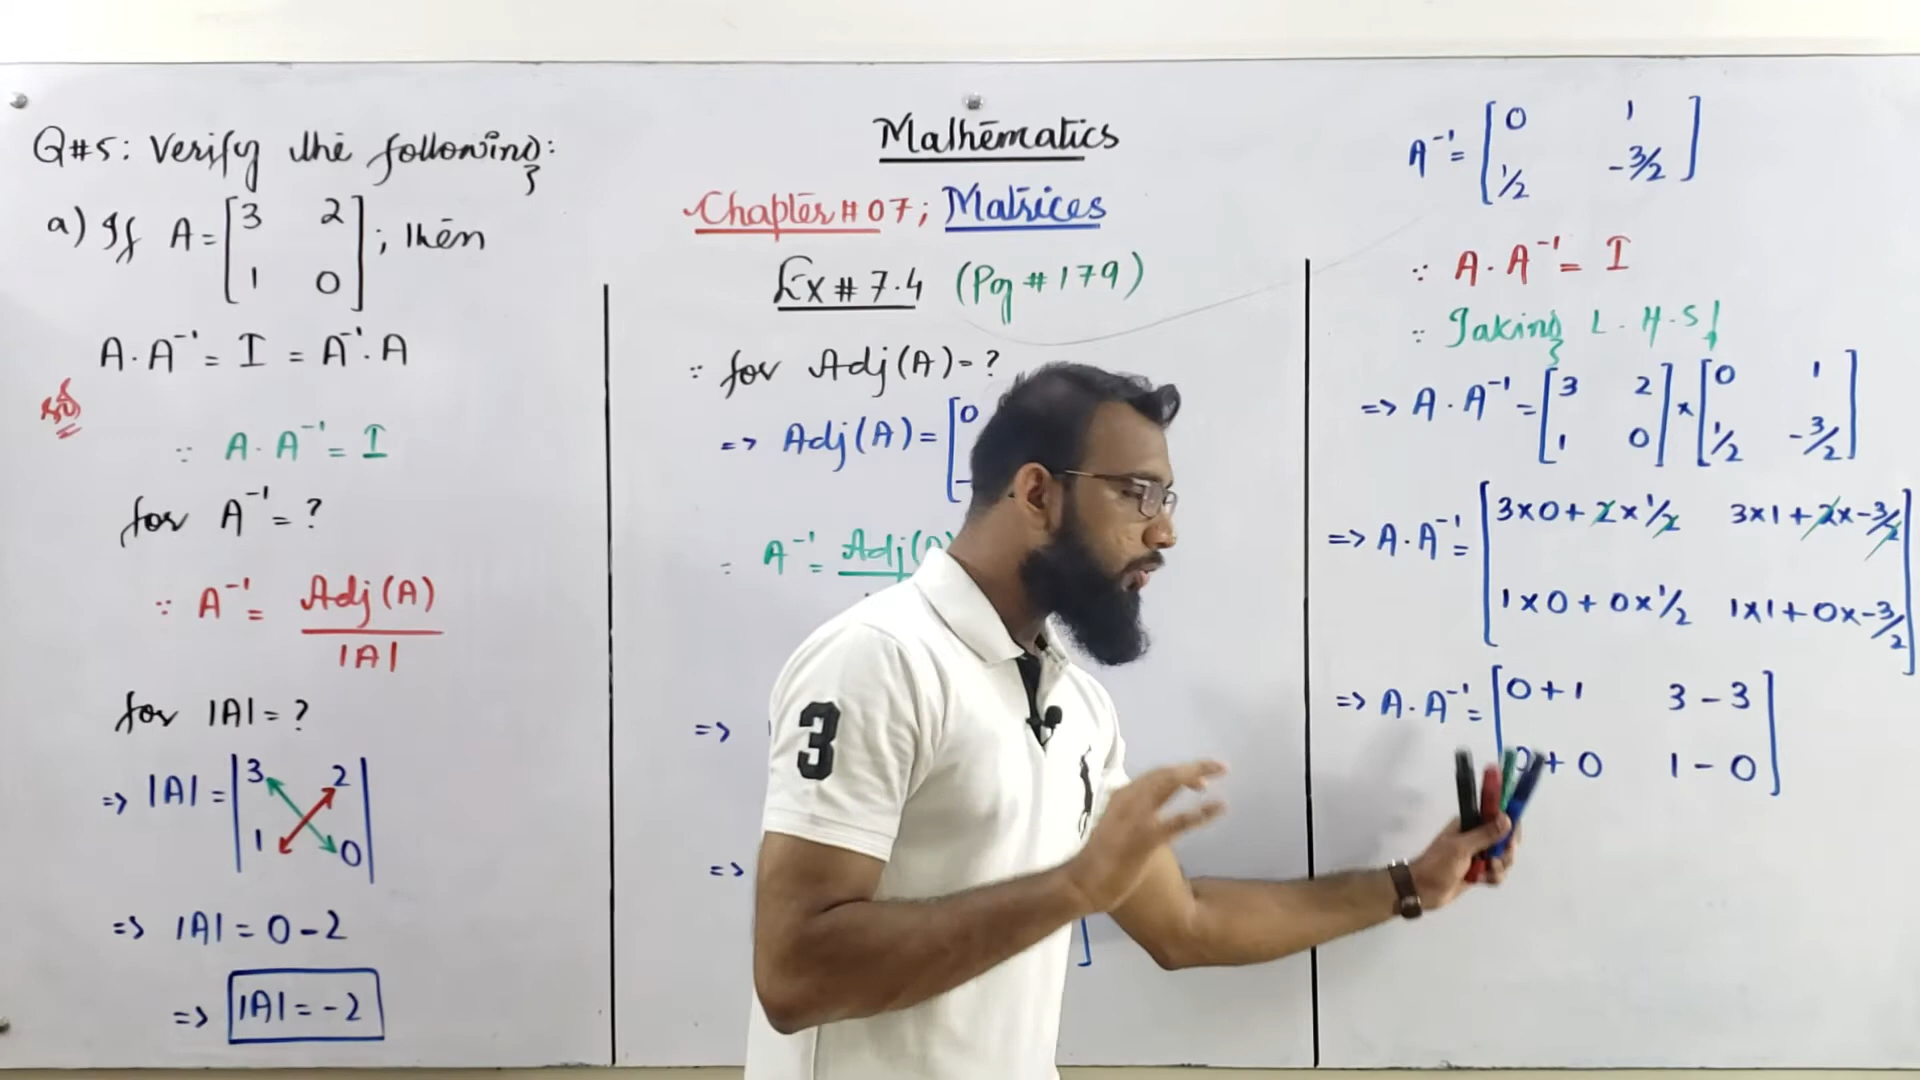 Q#5: Verify the following:
a) If A = [3 2; 1 0]; then
A·A⁻¹ = I = A⁻¹·A
Sol
∵ A·A⁻¹ = I
for A⁻¹ = ?
∵ A⁻¹ = Adj(A) / |A|
for |A| = ?
=> |A| = |3 2; 1 0|
=> |A| = 0 - 2
=> |A| = -2
Mathematics
Chapter # 07; Matrices
Ex # 7.4 (Pg # 179)
∵ for Adj(A) = ?
=> Adj(A) = [0
∵ A⁻¹ = Adj(A)
=>
=>
A⁻¹ = [0 1; 1/2 -3/2]
∵ A·A⁻¹ = I
∵ Taking L.H.S!
=> A·A⁻¹ = [3 2; 1 0] × [0 1; 1/2 -3/2]
=> A·A⁻¹ = [3×0+2×1/2 3×1+2×-3/2; 1×0+0×1/2 1×1+0×-3/2]
=> A·A⁻¹ = [0+1 3-3; 0+0 1-0]
3